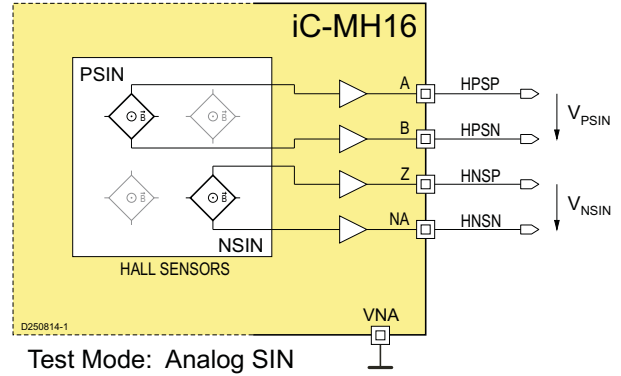 iC-MH16
PSIN
A HPSP
B HPSN
V_PSIN
Z HNSP
NA HNSN
V_NSIN
B
B
B
B
NSIN
HALL SENSORS
VNA
D250814-1
Test Mode: Analog SIN